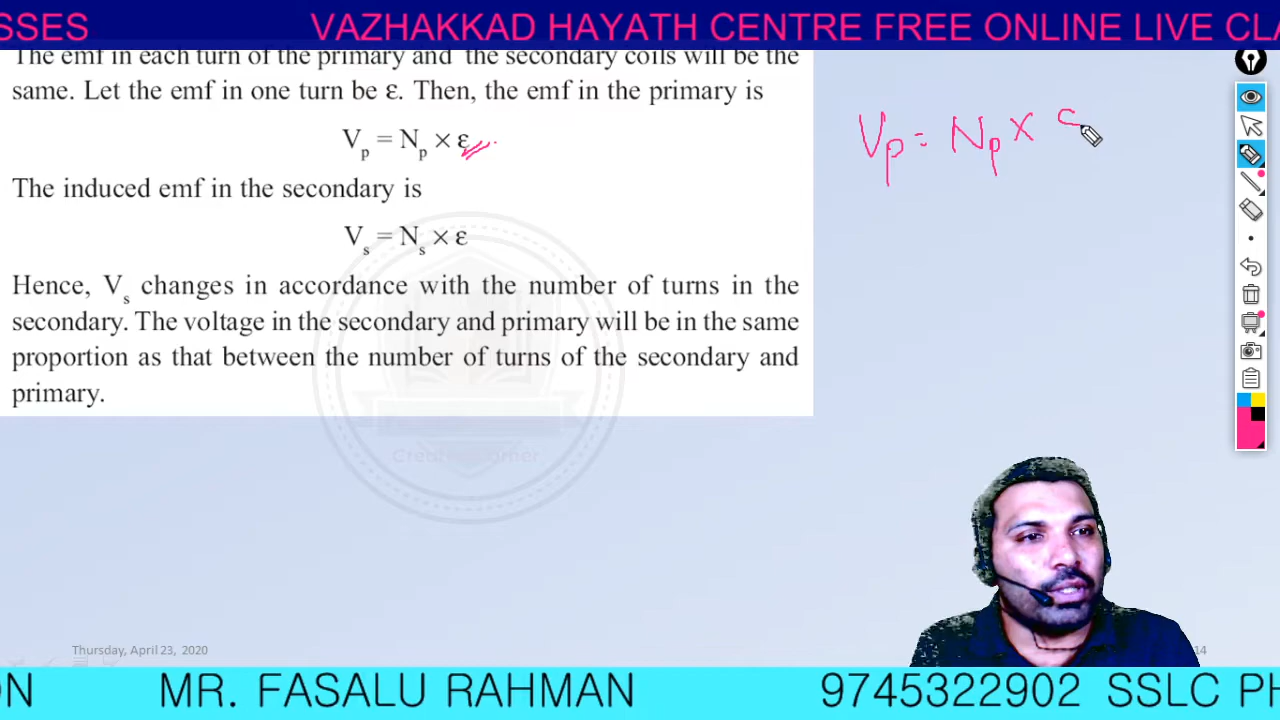 SSES VAZHAKKAD HAYATH CENTRE FREE ONLINE LIVE CLA
The emf in each turn of the primary and the secondary coils will be the
same. Let the emf in one turn be ε. Then, the emf in the primary is
Vp = Np × ε
The induced emf in the secondary is
Vs = Ns × ε
Hence, Vs changes in accordance with the number of turns in the
secondary. The voltage in the secondary and primary will be in the same
proportion as that between the number of turns of the secondary and
primary.
Vp = Np ×
Thursday, April 23, 2020
14
ON MR. FASALU RAHMAN 9745322902 SSLC PH